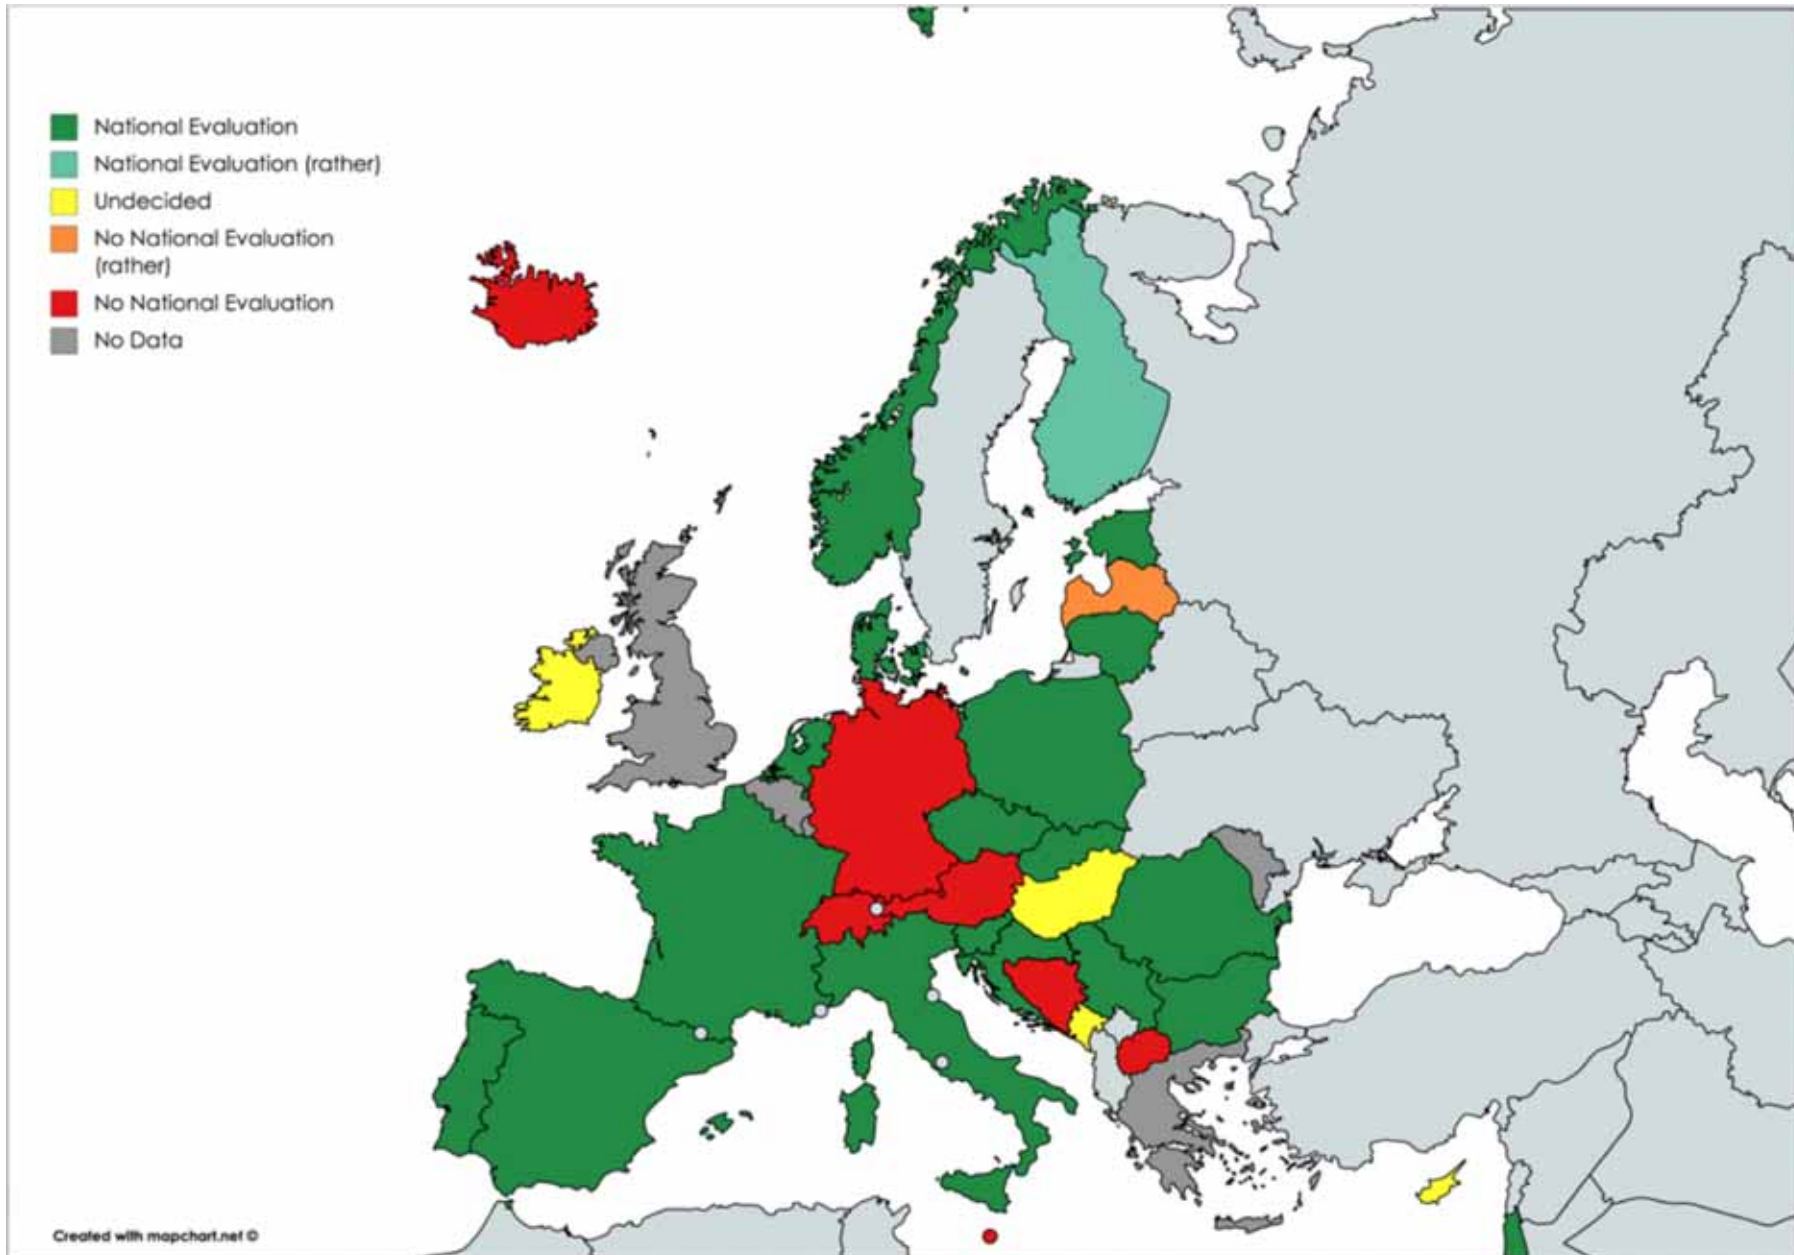 National Evaluation
National Evaluation (rather)
Undecided
No National Evaluation
(rather)
No National Evaluation
No Data
Created with mapchart.net ©